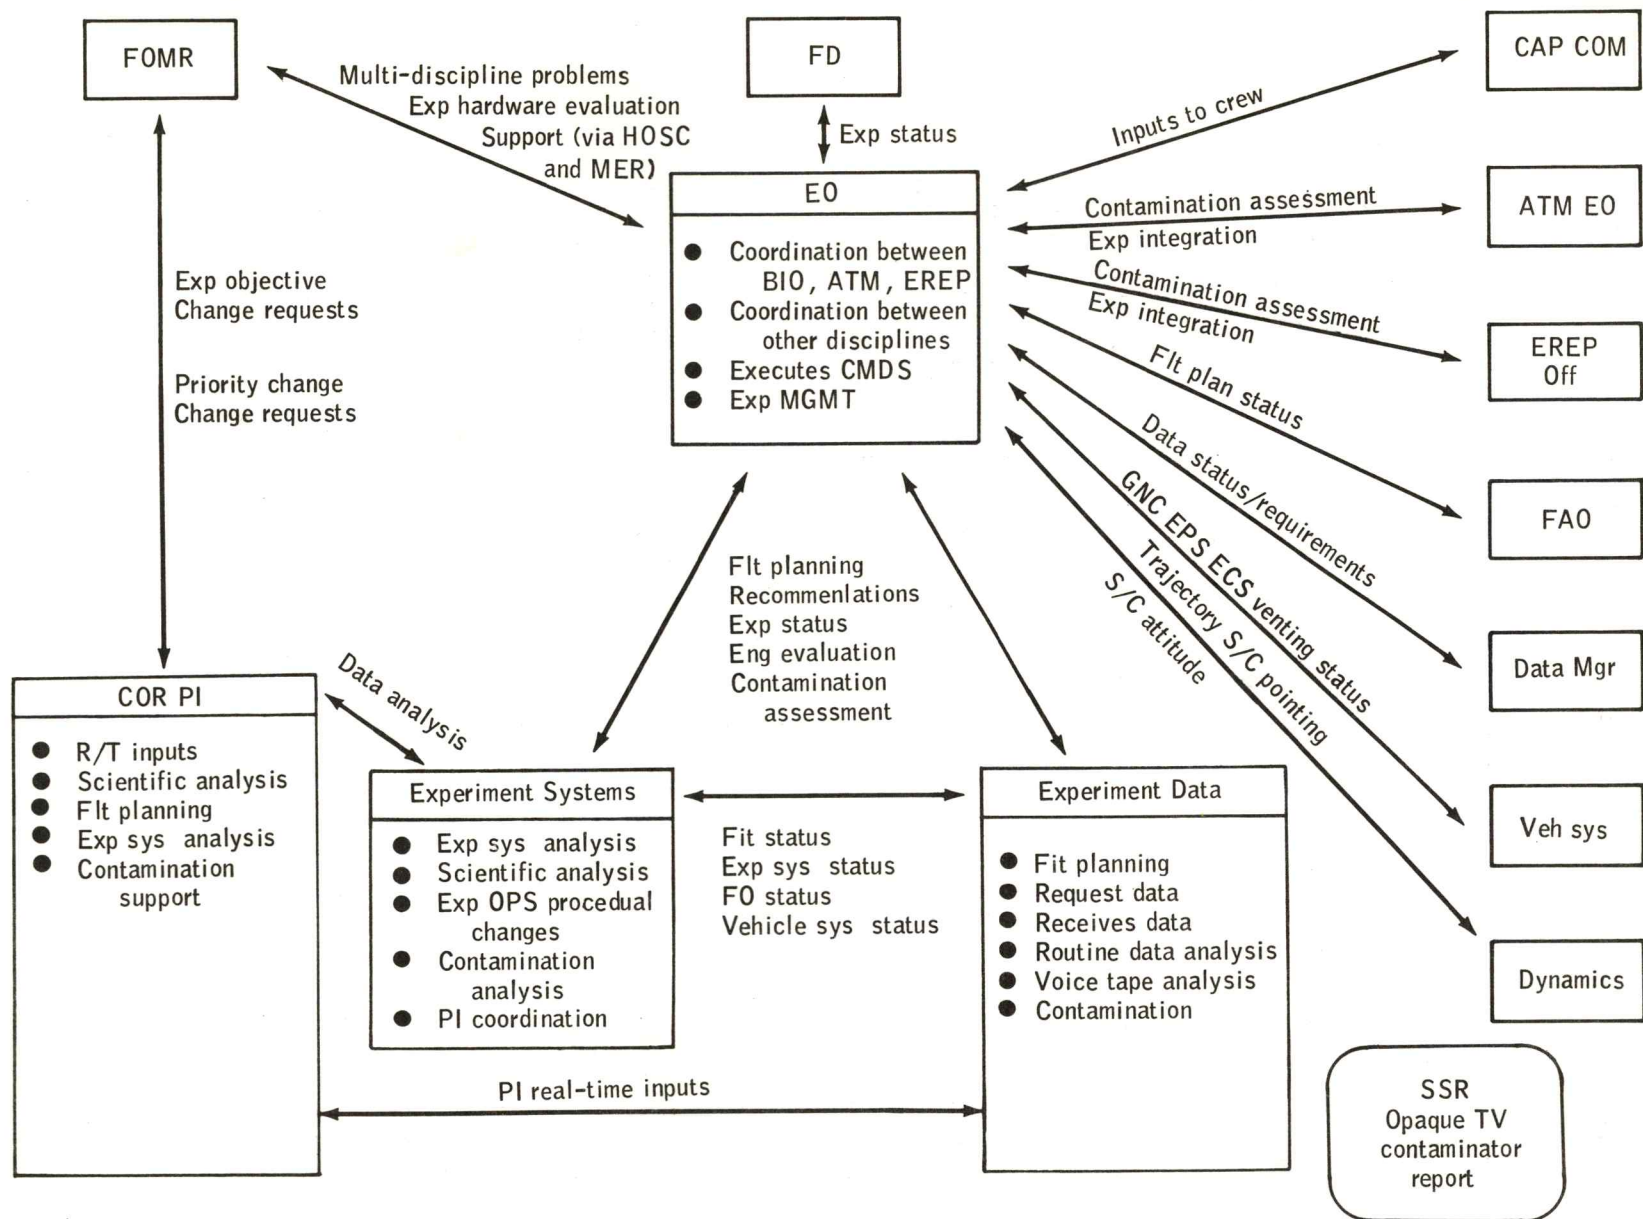 FOMR
FD
CAP COM
Multi-discipline problems
Exp hardware evaluation
Support (via HOSC
and MER)
Exp status
Inputs to crew
EO
Coordination between
BIO, ATM, EREP
Coordination between
other disciplines
Executes CMDS
Exp MGMT
Contamination assessment
Exp integration
ATM EO
Contamination assessment
Exp integration
EREP
Off
Flt plan status
FAO
Data status/requirements
Data Mgr
GNC EPS ECS venting status
Veh sys
Trajectory S/C pointing
S/C attitude
Dynamics
Exp objective
Change requests
Priority change
Change requests
Flt planning
Recommenlations
Exp status
Eng evaluation
Contamination
assessment
COR PI
R/T inputs
Scientific analysis
Flt planning
Exp sys analysis
Contamination
support
Data analysis
Experiment Systems
Exp sys analysis
Scientific analysis
Exp OPS procedual
changes
Contamination
analysis
PI coordination
Fit status
Exp sys status
FO status
Vehicle sys status
Experiment Data
Fit planning
Request data
Receives data
Routine data analysis
Voice tape analysis
Contamination
PI real-time inputs
SSR
Opaque TV
contaminator
report